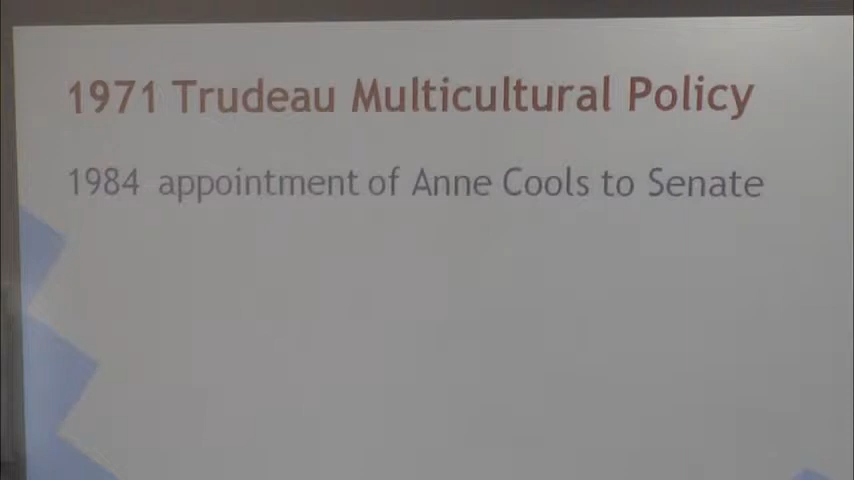 1971 Trudeau Multicultural Policy
1984 appointment of Anne Cools to Senate